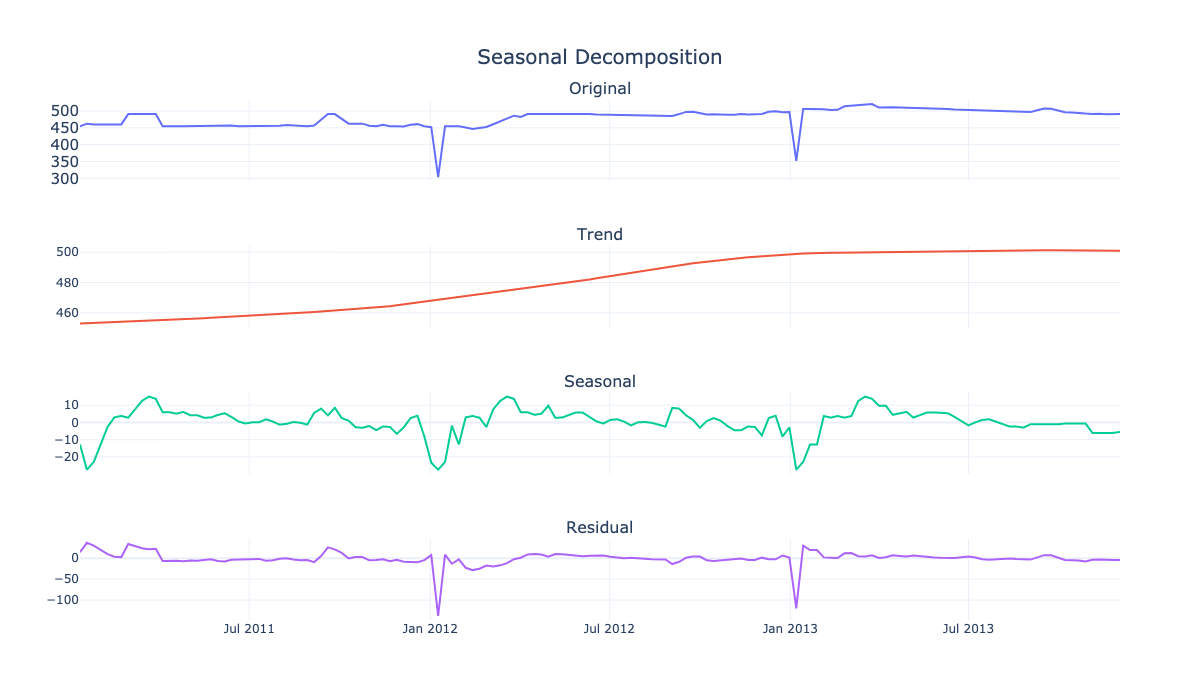 Seasonal Decomposition
Original
500
450
400
350
300
Trend
500
480
460
Seasonal
10
0
−10
−20
Residual
0
−50
−100
Jul 2011 Jan 2012 Jul 2012 Jan 2013 Jul 2013